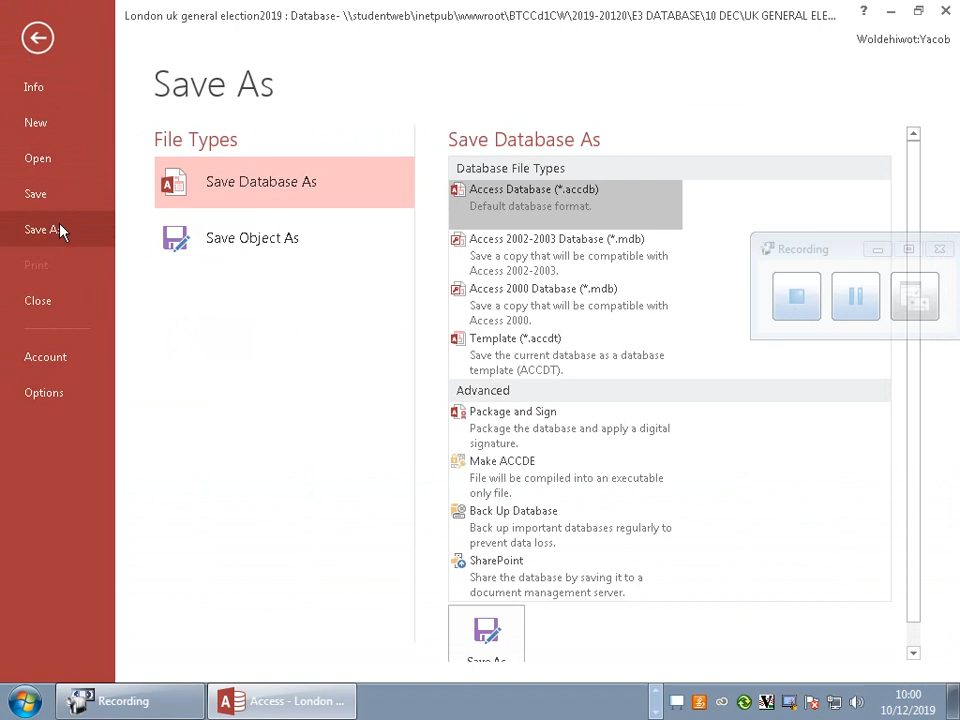 London uk general election2019 : Database- \\studentweb\inetpub\wwwroot\BTCCd1CW\2019-20120\E3 DATABASE\10 DEC\UK GENERAL ELE...
Woldehiwot:Yacob
Info
New
Open
Save
Save As
Print
Close
Account
Options
Save As
File Types
Save Database As
Save Object As
Save Database As
Database File Types
Access Database (*.accdb)
Default database format.
Access 2002-2003 Database (*.mdb)
Save a copy that will be compatible with
Access 2002-2003.
Access 2000 Database (*.mdb)
Save a copy that will be compatible with
Access 2000.
Template (*.accdt)
Save the current database as a database
template (ACCDT).
Advanced
Package and Sign
Package the database and apply a digital
signature.
Make ACCDE
File will be compiled into an executable
only file.
Back Up Database
Back up important databases regularly to
prevent data loss.
SharePoint
Share the database by saving it to a
document management server.
Save As
Recording
Recording
Access - London ...
10:00
10/12/2019